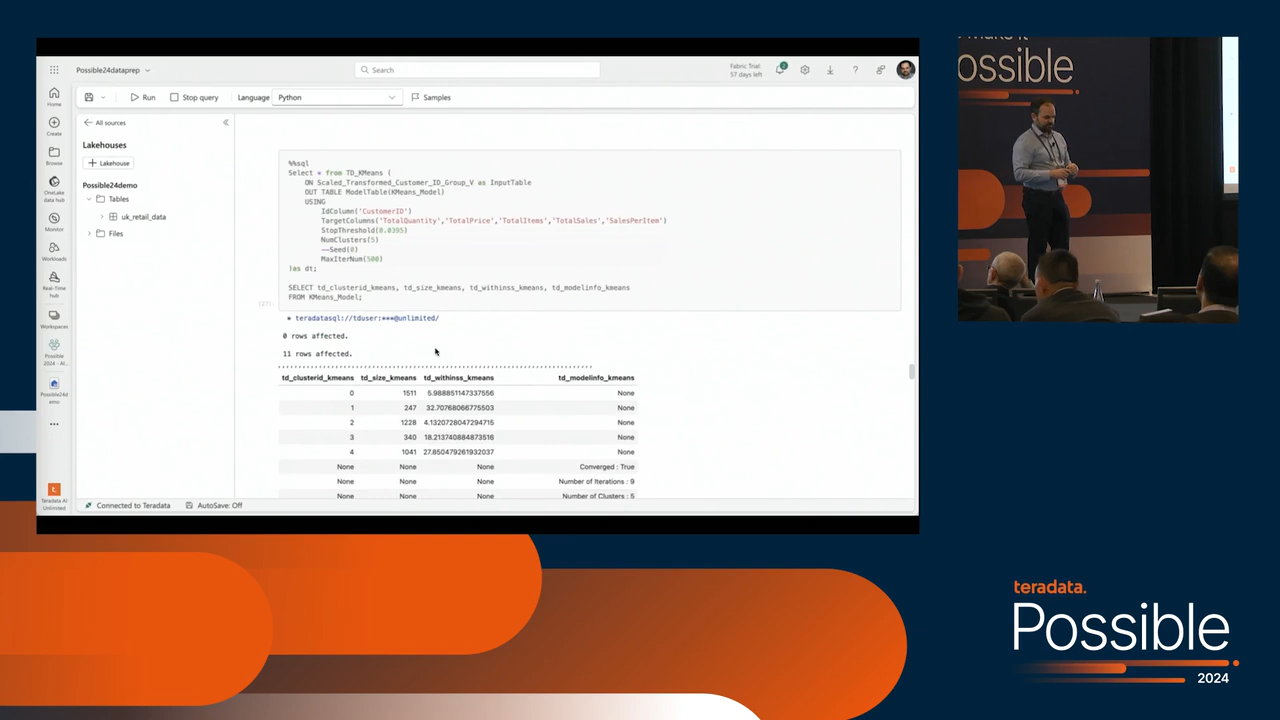 Possible24dataprep
Search
Fabric Trial:
57 days left
2
?
Home
Create
Browse
OneLake
data hub
Monitor
Workloads
Real-Time
hub
Workspaces
Possible
2024 - AI...
Possible24d
emo
...
Teradata AI
Unlimited
Run
Stop query
Language
Python
Samples
All sources
Lakehouses
+ Lakehouse
Possible24demo
Tables
uk_retail_data
Files
%%sql
Select * from TD_KMeans (
ON Scaled_Transformed_Customer_ID_Group_V as InputTable
OUT TABLE ModelTable(KMeans_Model)
USING
IdColumn('CustomerID')
TargetColumns('TotalQuantity','TotalPrice','TotalItems','TotalSales','SalesPerItem')
StopThreshold(0.0395)
NumClusters(5)
--Seed(0)
MaxIterNum(500)
)as dt;
SELECT td_clusterid_kmeans, td_size_kmeans, td_withinss_kmeans, td_modelinfo_kmeans
FROM KMeans_Model;
* teradatasql://tduser:***@unlimited/
0 rows affected.
11 rows affected.
td_clusterid_kmeans td_size_kmeans td_withinss_kmeans td_modelinfo_kmeans
0 1511 5.988851147337556 None
1 247 32.70768066775503 None
2 1228 4.1320728047294715 None
3 340 18.213740884873516 None
4 1041 27.850479261932037 None
None None None Converged : True
None None None Number of Iterations : 9
None None None Number of Clusters : 5
Connected to Teradata
AutoSave: Off
ossible
teradata.
Possible
2024